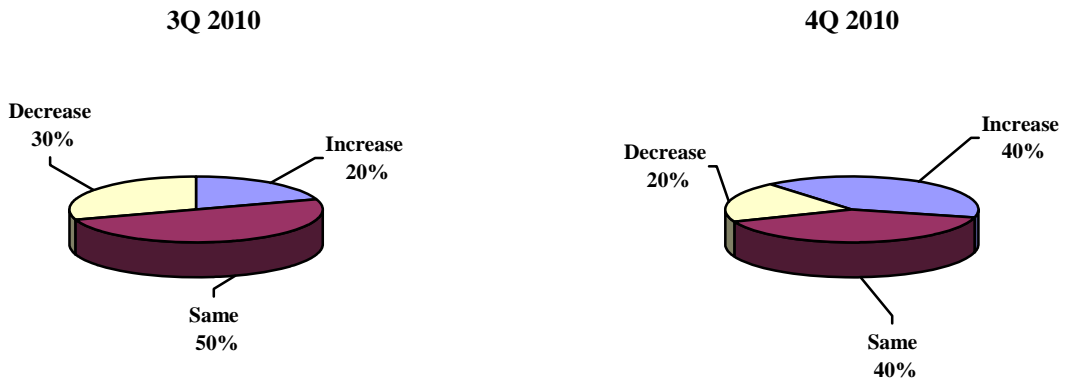 3Q 2010
Decrease
30%
Increase
20%
Same
50%
4Q 2010
Decrease
20%
Increase
40%
Same
40%